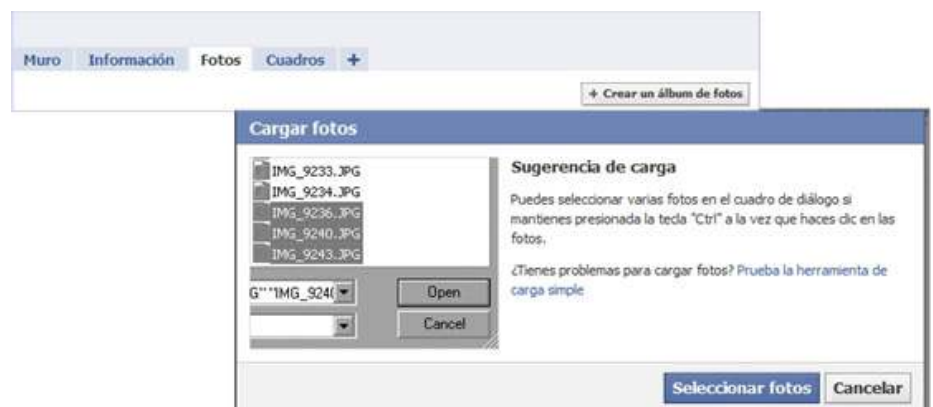 Muro Información Fotos Cuadros +
+ Crear un álbum de fotos
Cargar fotos
IMG_9233.JPG
IMG_9234.JPG
IMG_9236.JPG
IMG_9240.JPG
IMG_9243.JPG
G" "IMG_924(
Open
Cancel
Sugerencia de carga
Puedes seleccionar varias fotos en el cuadro de diálogo si
mantienes presionada la tecla "Ctrl" a la vez que haces clic en las
fotos.
¿Tienes problemas para cargar fotos? Prueba la herramienta de
carga simple
Seleccionar fotos Cancelar